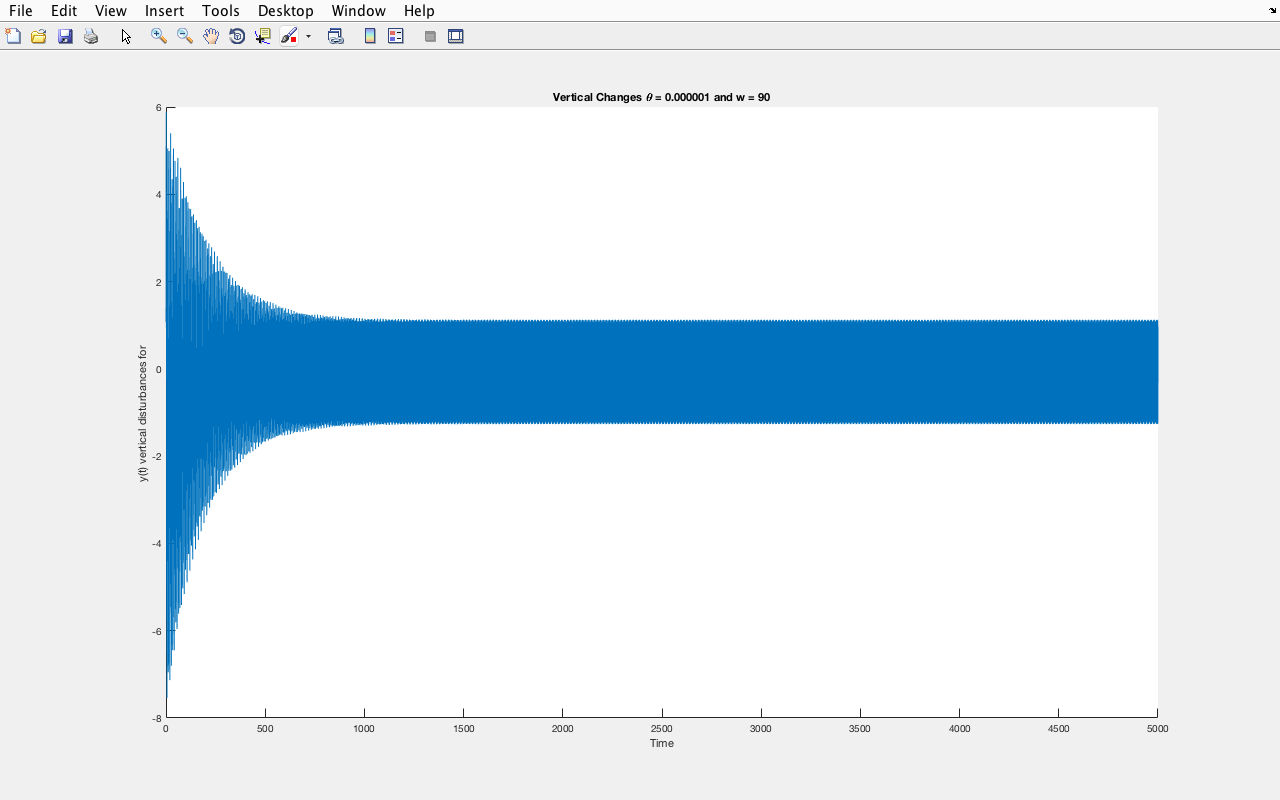 File Edit View Insert Tools Desktop Window Help
Vertical Changes θ = 0.000001 and w = 90
6
4
2
0
-2
-4
-6
-8
y(t) vertical disturbances for
0 500 1000 1500 2000 2500 3000 3500 4000 4500 5000
Time